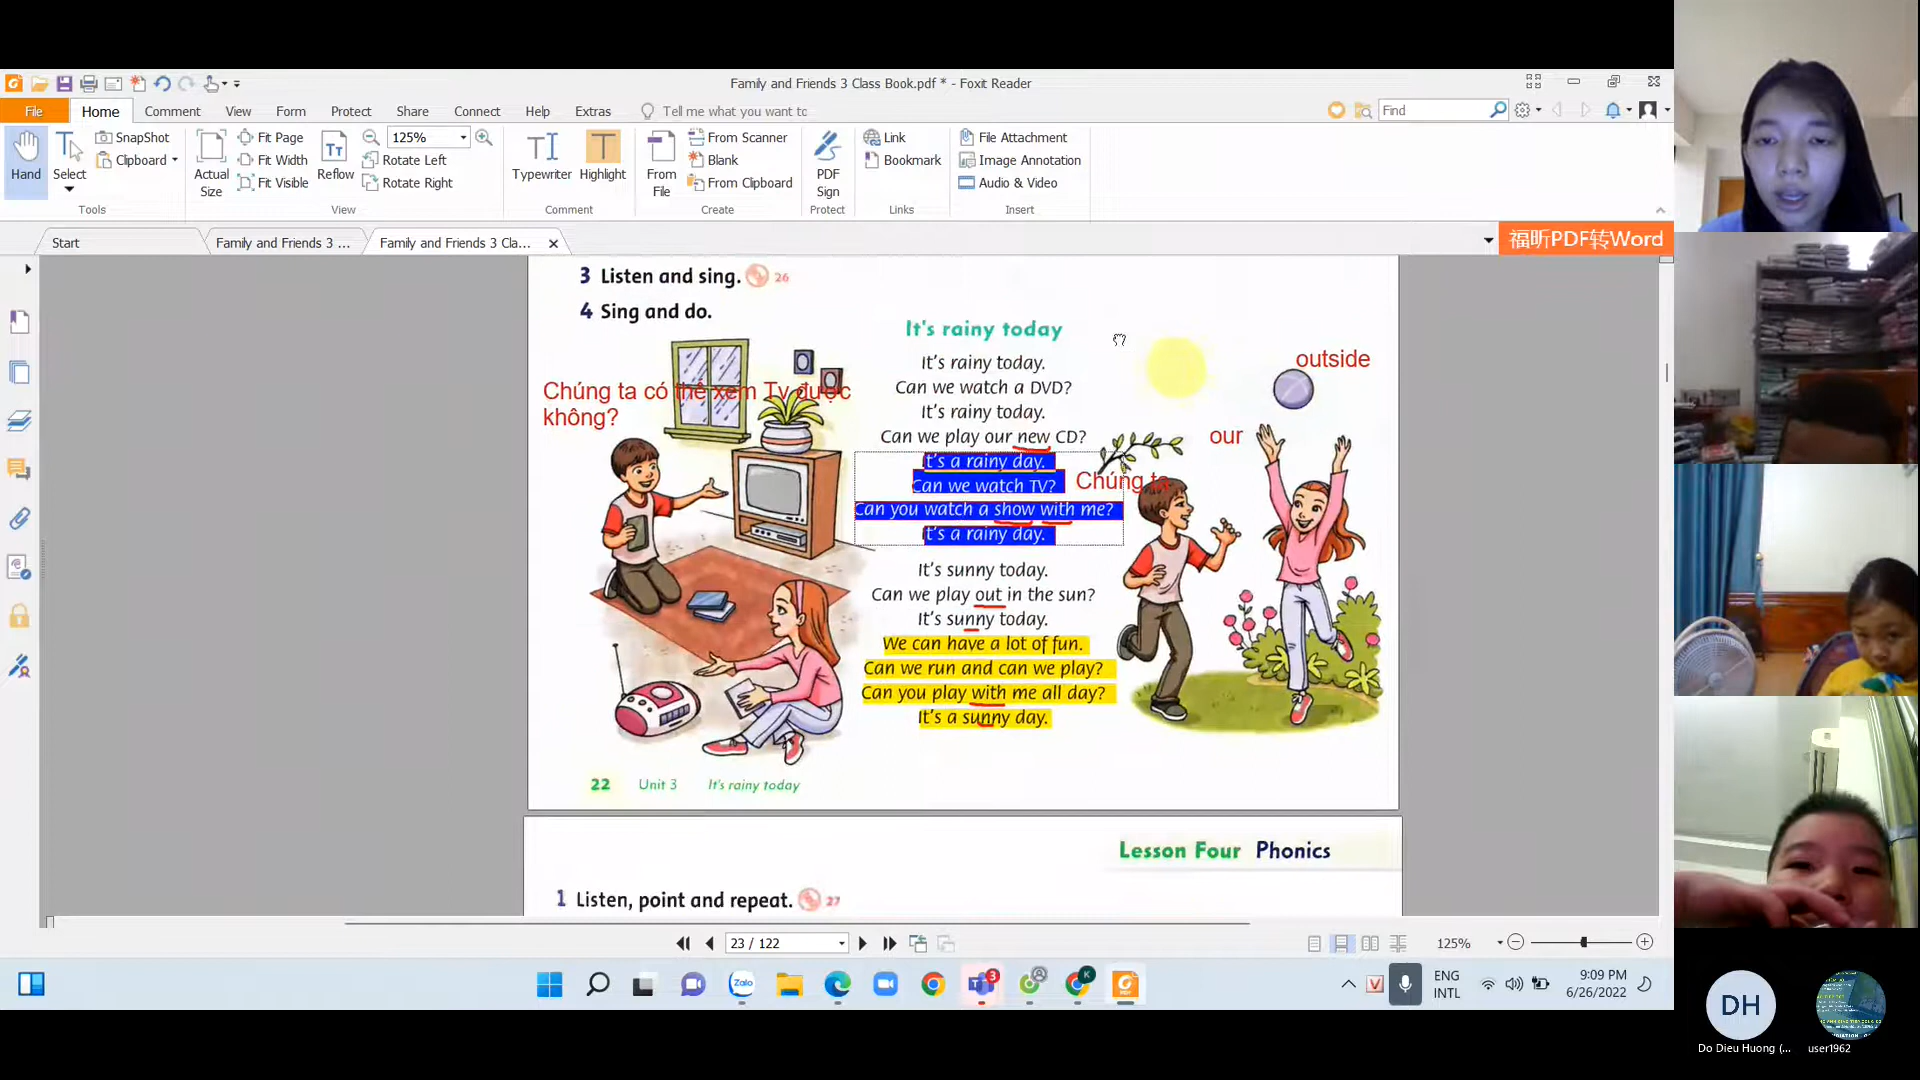 Family and Friends 3 Class Book.pdf * - Foxit Reader
File Home Comment View Form Protect Share Connect Help Extras Tell me what you want to Find
Hand
Select
SnapShot
Clipboard
Tools
Actual Size
Fit Page
Fit Width
Fit Visible
Reflow
125%
Rotate Left
Rotate Right
View
Typewriter
Highlight
Comment
From File
From Scanner
Blank
From Clipboard
Create
PDF Sign
Protect
Link
Bookmark
Links
File Attachment
Image Annotation
Audio & Video
Insert
Start
Family and Friends 3 ...
Family and Friends 3 Cla...
福昕PDF转Word
3 Listen and sing. 26
4 Sing and do.
It's rainy today
It's rainy today.
Can we watch a DVD?
It's rainy today.
Can we play our new CD?
It's a rainy day.
Can we watch TV?
Can you watch a show with me?
It's a rainy day.
It's sunny today.
Can we play out in the sun?
It's sunny today.
We can have a lot of fun.
Can we run and can we play?
Can you play with me all day?
It's a sunny day.
Chúng ta có thể xem Tv được
không?
outside
our
Chúng ta
22 Unit 3 It's rainy today
Lesson Four Phonics
1 Listen, point and repeat. 27
23 / 122
125%
Zalo
3
K
V
ENG
INTL
9:09 PM
6/26/2022
DH
Do Dieu Huong (...
user1962